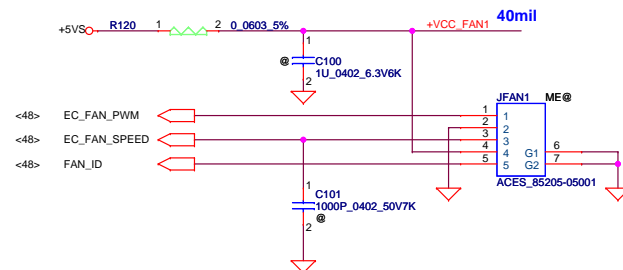 40mil
+5VS R120 1 2 0_0603_5% +VCC_FAN1
1
@ C100
1U_0402_6.3V6K
2
JFAN1 ME@
<48> EC_FAN_PWM 1 1
2 2
<48> EC_FAN_SPEED 3 3
4 4 G1 6
<48> FAN_ID 5 5 G2 7
ACES_85205-05001
1
C101
1000P_0402_50V7K
@
2